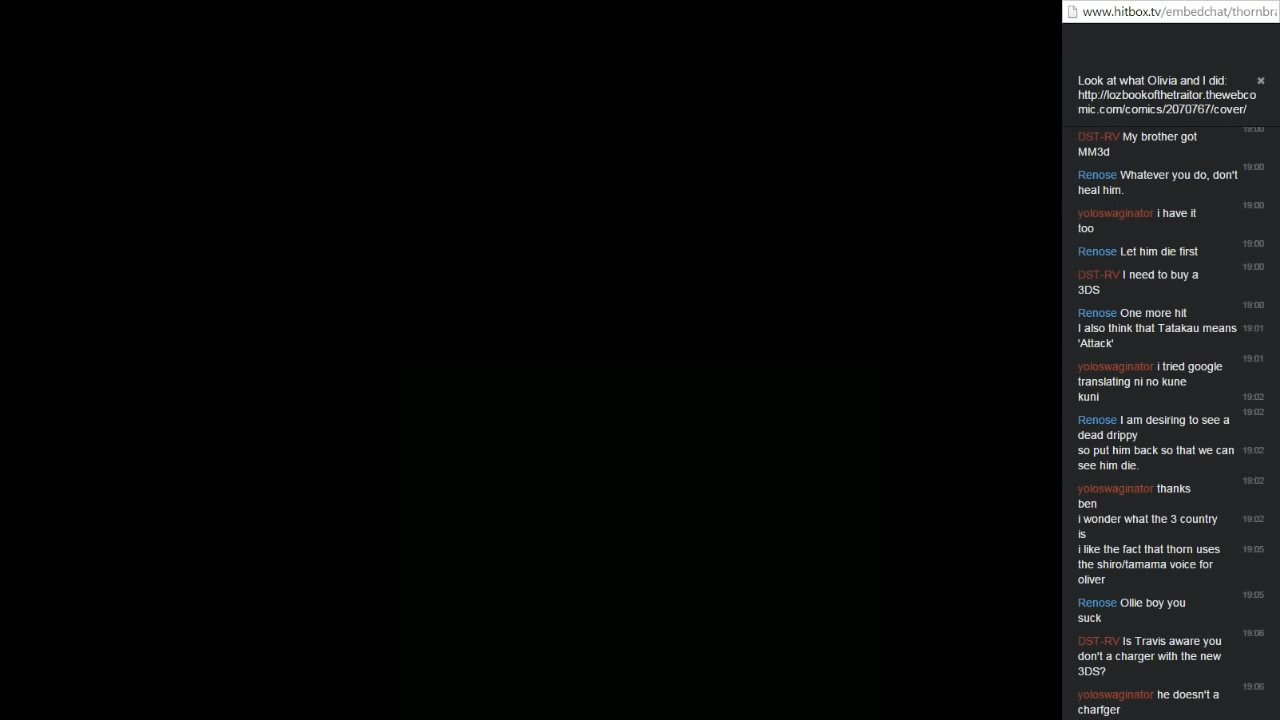 www.hitbox.tv/embedchat/thornbra
Look at what Olivia and I did:
http://lozbookofthetraitor.thewebco
mic.com/comics/2070767/cover/
19:00
DST-RV My brother got
MM3d
19:00
Renose Whatever you do, don't
heal him.
19:00
yoloswaginator i have it
too
19:00
Renose Let him die first
19:00
DST-RV I need to buy a
3DS
19:00
Renose One more hit
I also think that Tatakau means 19:01
'Attack'
19:01
yoloswaginator i tried google
translating ni no kune
kuni 19:02
19:02
Renose I am desiring to see a
dead drippy
so put him back so that we can 19:02
see him die.
19:02
yoloswaginator thanks
ben
i wonder what the 3 country 19:02
is
i like the fact that thorn uses 19:05
the shiro/tamama voice for
oliver
19:05
Renose Ollie boy you
suck
19:06
DST-RV Is Travis aware you
don't a charger with the new
3DS?
19:06
yoloswaginator he doesn't a
charfger